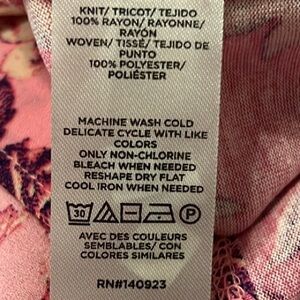 KNIT/ TRICOT/ TEJIDO
100% RAYON/ RAYONNE/
RAYÓN
WOVEN/ TISSÉ/ TEJIDO DE
PUNTO
100% POLYESTER/
POLIÉSTER
MACHINE WASH COLD
DELICATE CYCLE WITH LIKE
COLORS
ONLY NON-CHLORINE
BLEACH WHEN NEEDED
RESHAPE DRY FLAT
COOL IRON WHEN NEEDED
30 P
AVEC DES COULEURS
SEMBLABLES/ CON
COLORES SIMILARES
RN#140923